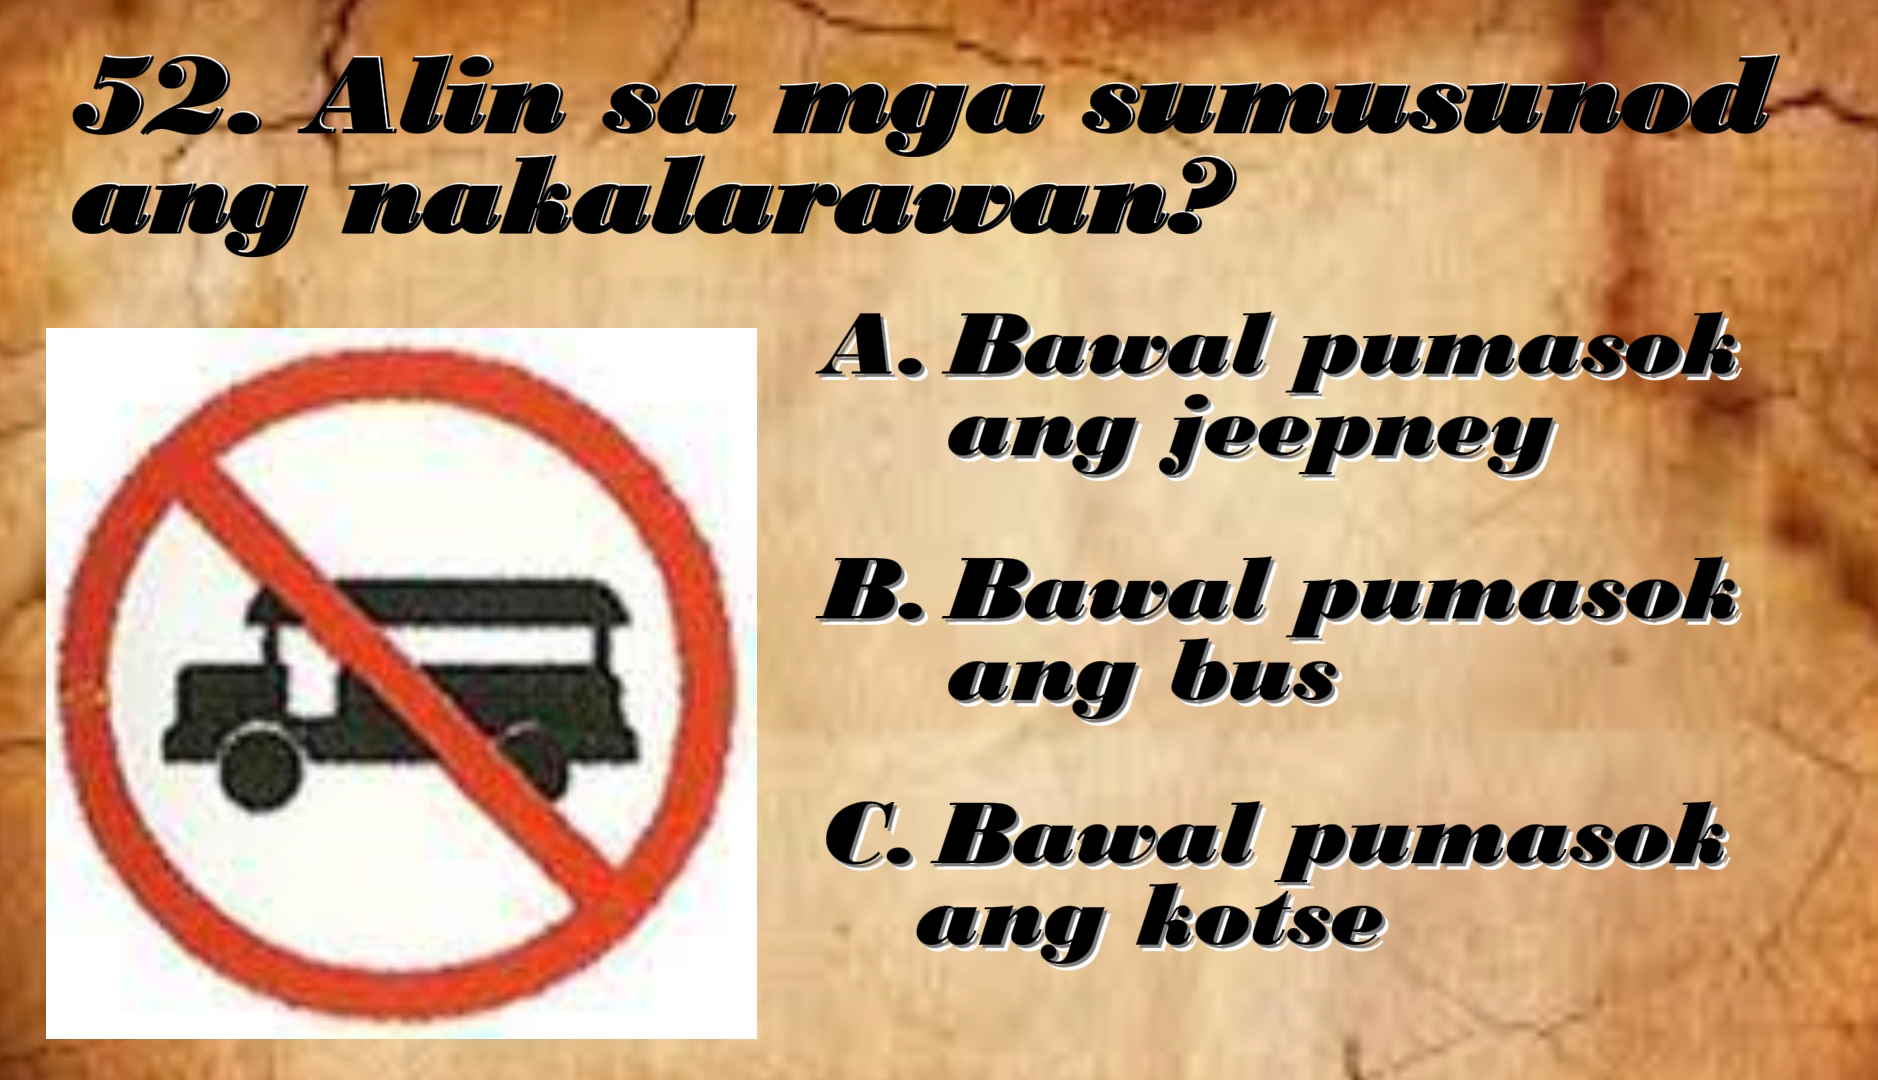 52. Alin sa mga sumusunod
ang nakalarawan?
A. Bawal pumasok
ang jeepney
B. Bawal pumasok
ang bus
C. Bawal pumasok
ang kotse